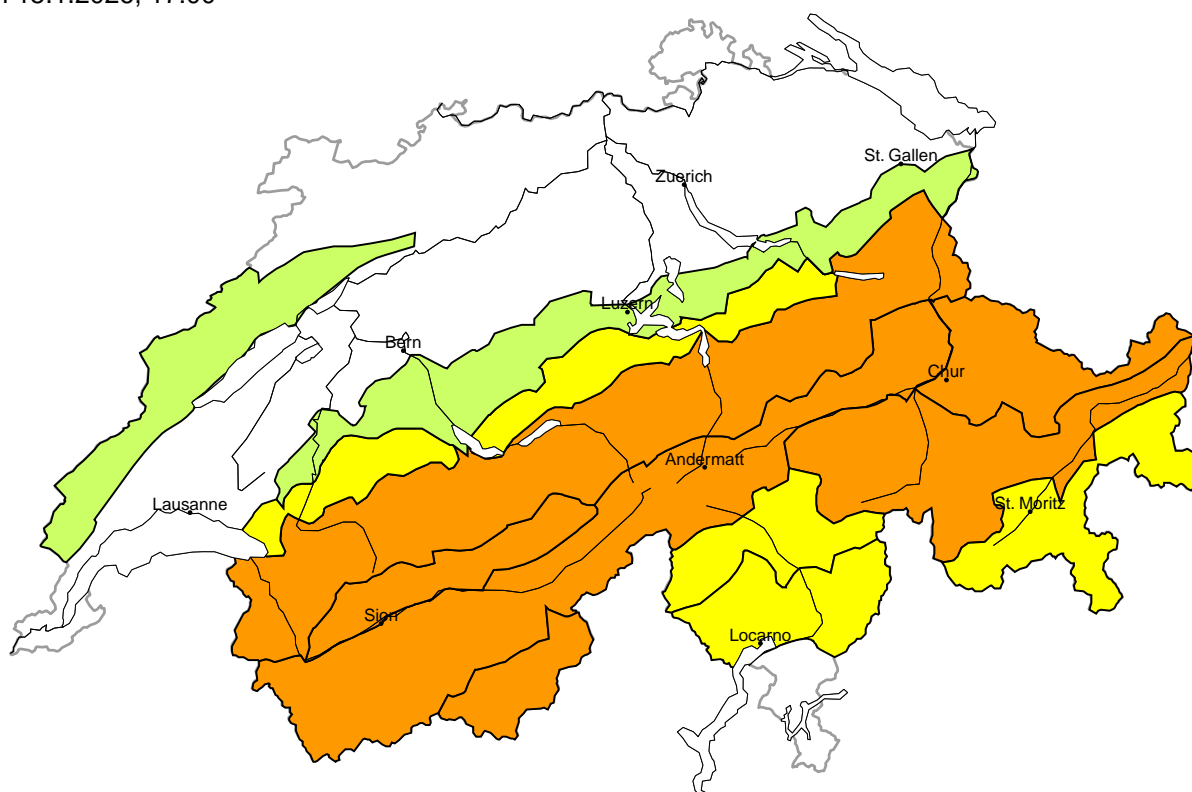 St. Gallen
Zuerich
Luzern
Bern
Chur
Andermatt
Lausanne
St. Moritz
Sion
Locarno